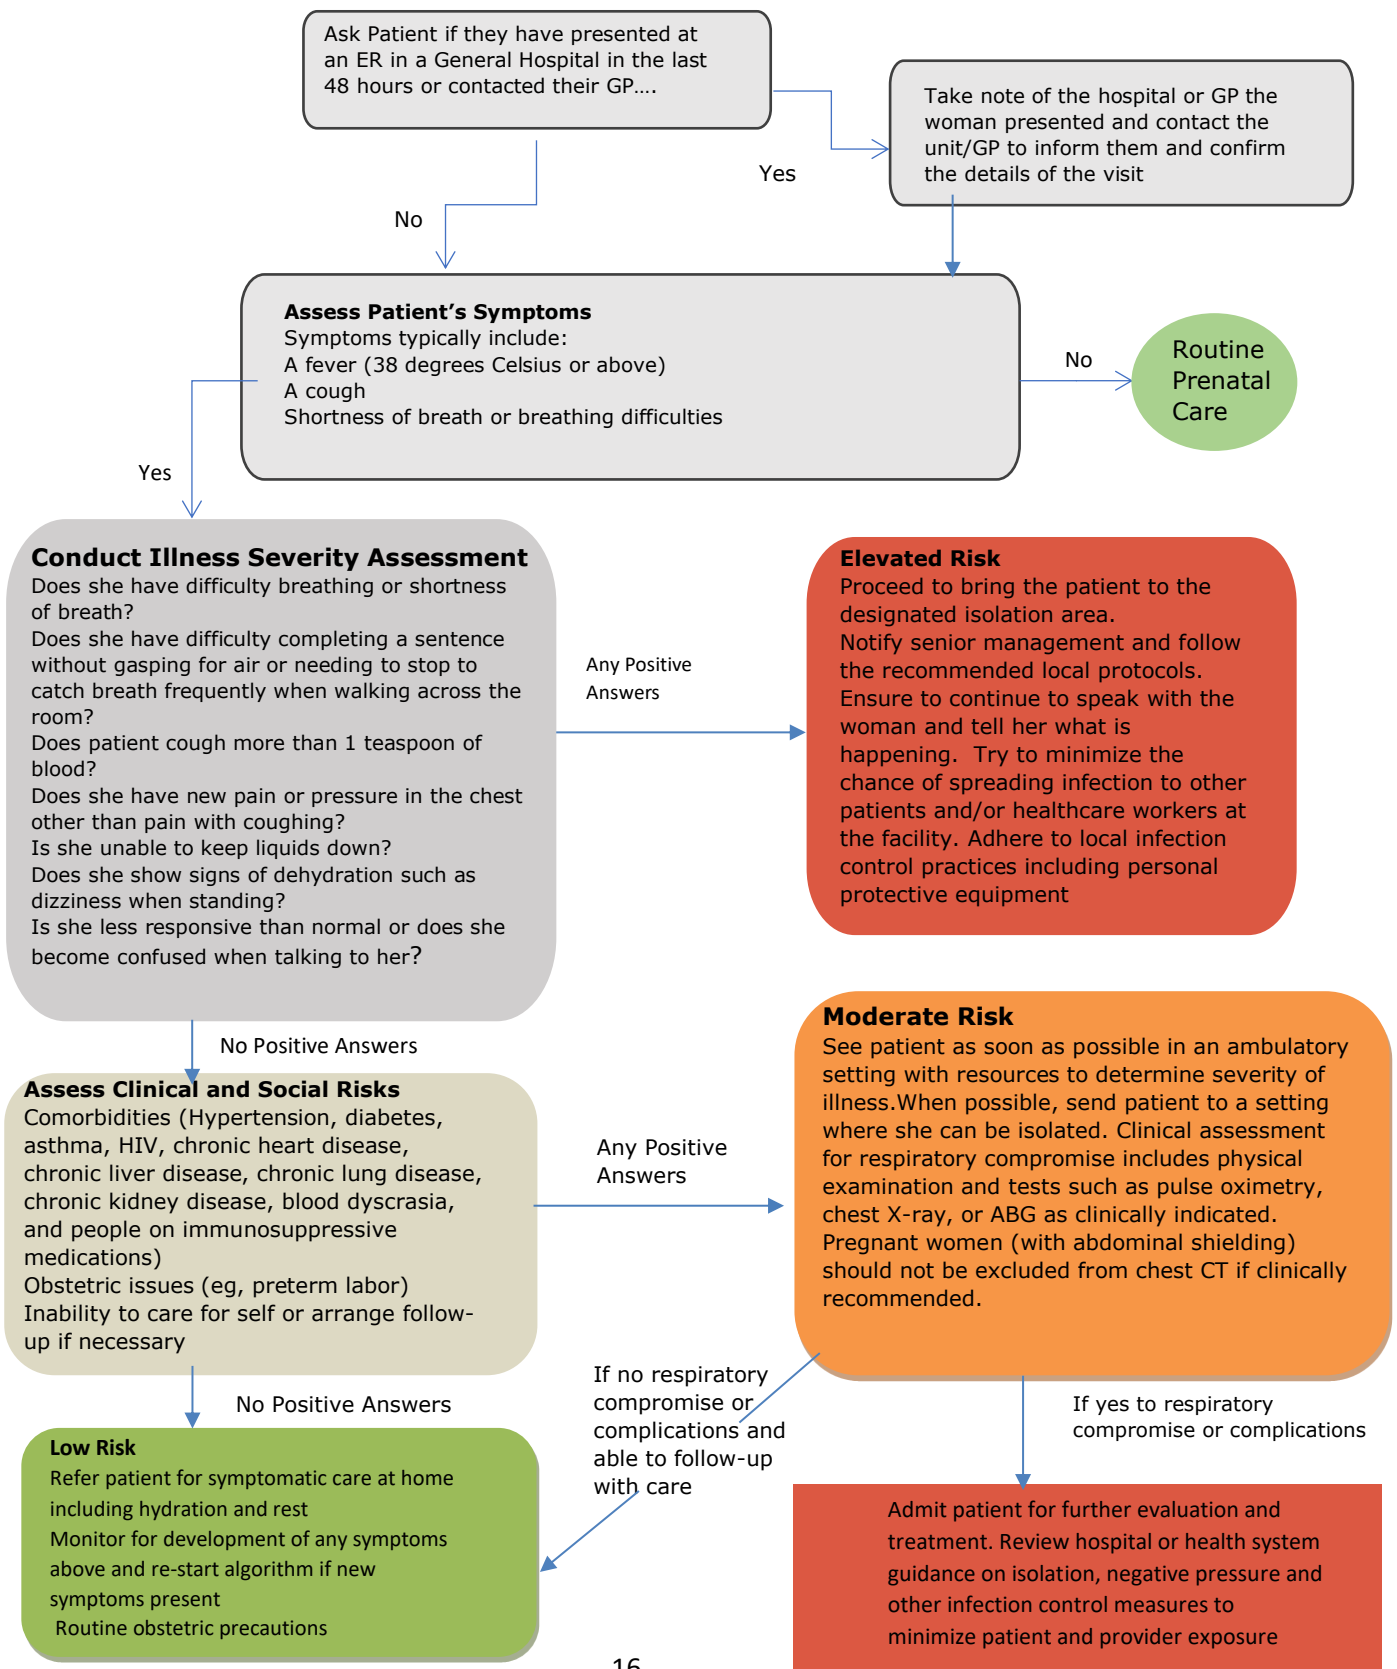 Ask Patient if they have presented at
an ER in a General Hospital in the last
48 hours or contacted their GP….
Take note of the hospital or GP the
woman presented and contact the
unit/GP to inform them and confirm
the details of the visit
Yes
No
Assess Patient’s Symptoms
Symptoms typically include:
A fever (38 degrees Celsius or above)
A cough
Shortness of breath or breathing difficulties
No
Routine
Prenatal
Care
Yes
Conduct Illness Severity Assessment
Does she have difficulty breathing or shortness
of breath?
Does she have difficulty completing a sentence
without gasping for air or needing to stop to
catch breath frequently when walking across the
room?
Does patient cough more than 1 teaspoon of
blood?
Does she have new pain or pressure in the chest
other than pain with coughing?
Is she unable to keep liquids down?
Does she show signs of dehydration such as
dizziness when standing?
Is she less responsive than normal or does she
become confused when talking to her?
Any Positive
Answers
Elevated Risk
Proceed to bring the patient to the
designated isolation area.
Notify senior management and follow
the recommended local protocols.
Ensure to continue to speak with the
woman and tell her what is
happening.  Try to minimize the
chance of spreading infection to other
patients and/or healthcare workers at
the facility. Adhere to local infection
control practices including personal
protective equipment
No Positive Answers
Assess Clinical and Social Risks
Comorbidities (Hypertension, diabetes,
asthma, HIV, chronic heart disease,
chronic liver disease, chronic lung disease,
chronic kidney disease, blood dyscrasia,
and people on immunosuppressive
medications)
Obstetric issues (eg, preterm labor)
Inability to care for self or arrange follow-
up if necessary
Any Positive
Answers
Moderate Risk
See patient as soon as possible in an ambulatory
setting with resources to determine severity of
illness.When possible, send patient to a setting
where she can be isolated. Clinical assessment
for respiratory compromise includes physical
examination and tests such as pulse oximetry,
chest X-ray, or ABG as clinically indicated.
Pregnant women (with abdominal shielding)
should not be excluded from chest CT if clinically
recommended.
No Positive Answers
If no respiratory
compromise or
complications and
able to follow-up
with care
If yes to respiratory
compromise or complications
Low Risk
Refer patient for symptomatic care at home
including hydration and rest
Monitor for development of any symptoms
above and re-start algorithm if new
symptoms present
Routine obstetric precautions
Admit patient for further evaluation and
treatment. Review hospital or health system
guidance on isolation, negative pressure and
other infection control measures to
minimize patient and provider exposure
16